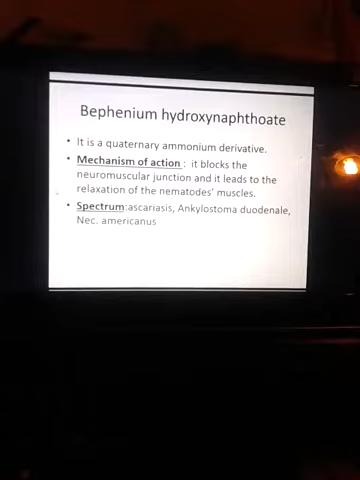 Bephenium hydroxynaphthoate
• It is a quaternary ammonium derivative.
• Mechanism of action : it blocks the
neuromuscular junction and it leads to the
relaxation of the nematodes' muscles.
• Spectrum:ascariasis, Ankylostoma duodenale,
Nec. americanus